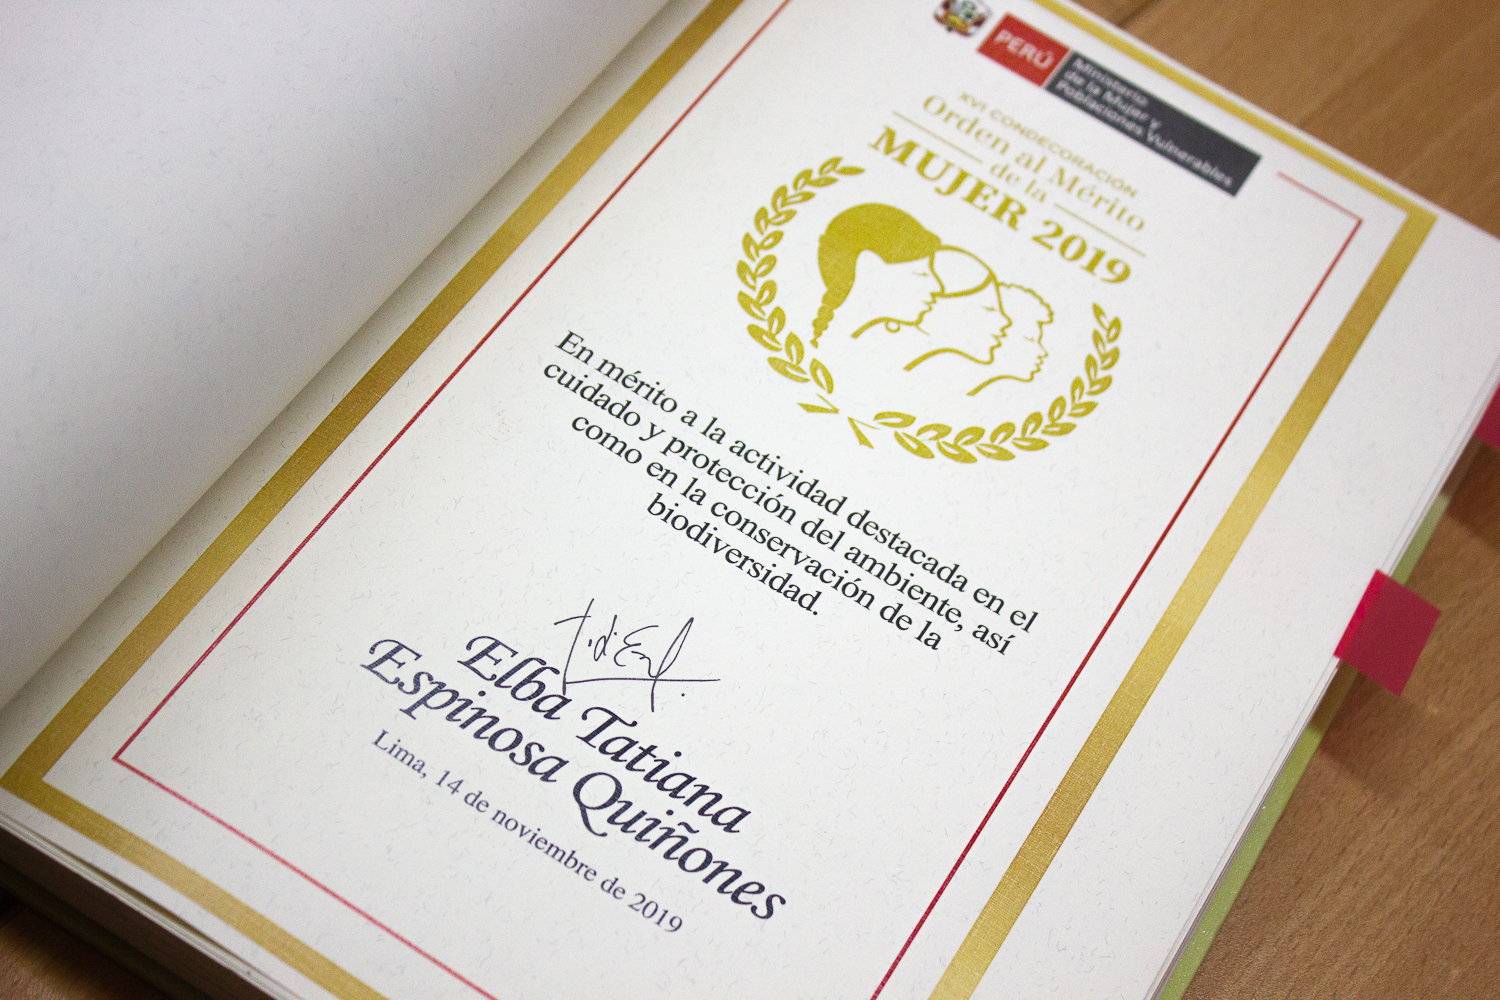 PERÚ
Ministerio
de la Mujer y
Poblaciones Vulnerables
XVI CONDECORACIÓN
Orden al Mérito
de la
MUJER 2019
En mérito a la actividad destacada en el
cuidado y protección del ambiente, así
como en la conservación de la
biodiversidad.
Elba Tatiana
Espinosa Quiñones
Lima, 14 de noviembre de 2019